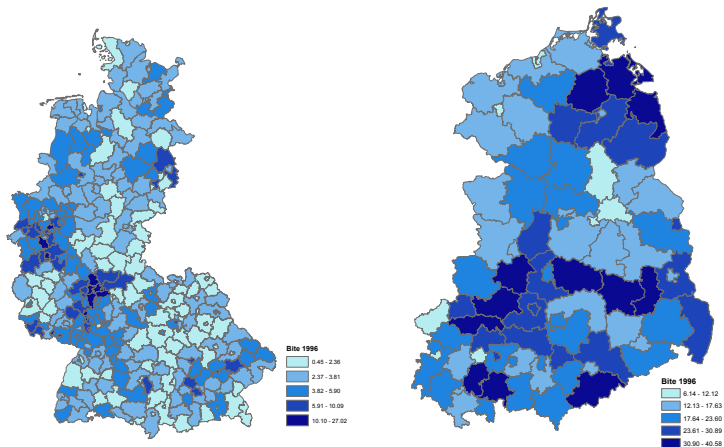 Bite 1996
0.45 - 2.36
2.37 - 3.81
3.82 - 5.90
5.91 - 10.09
10.10 - 27.02
Bite 1996
6.14 - 12.12
12.13 - 17.63
17.64 - 23.60
23.61 - 30.89
30.90 - 40.58